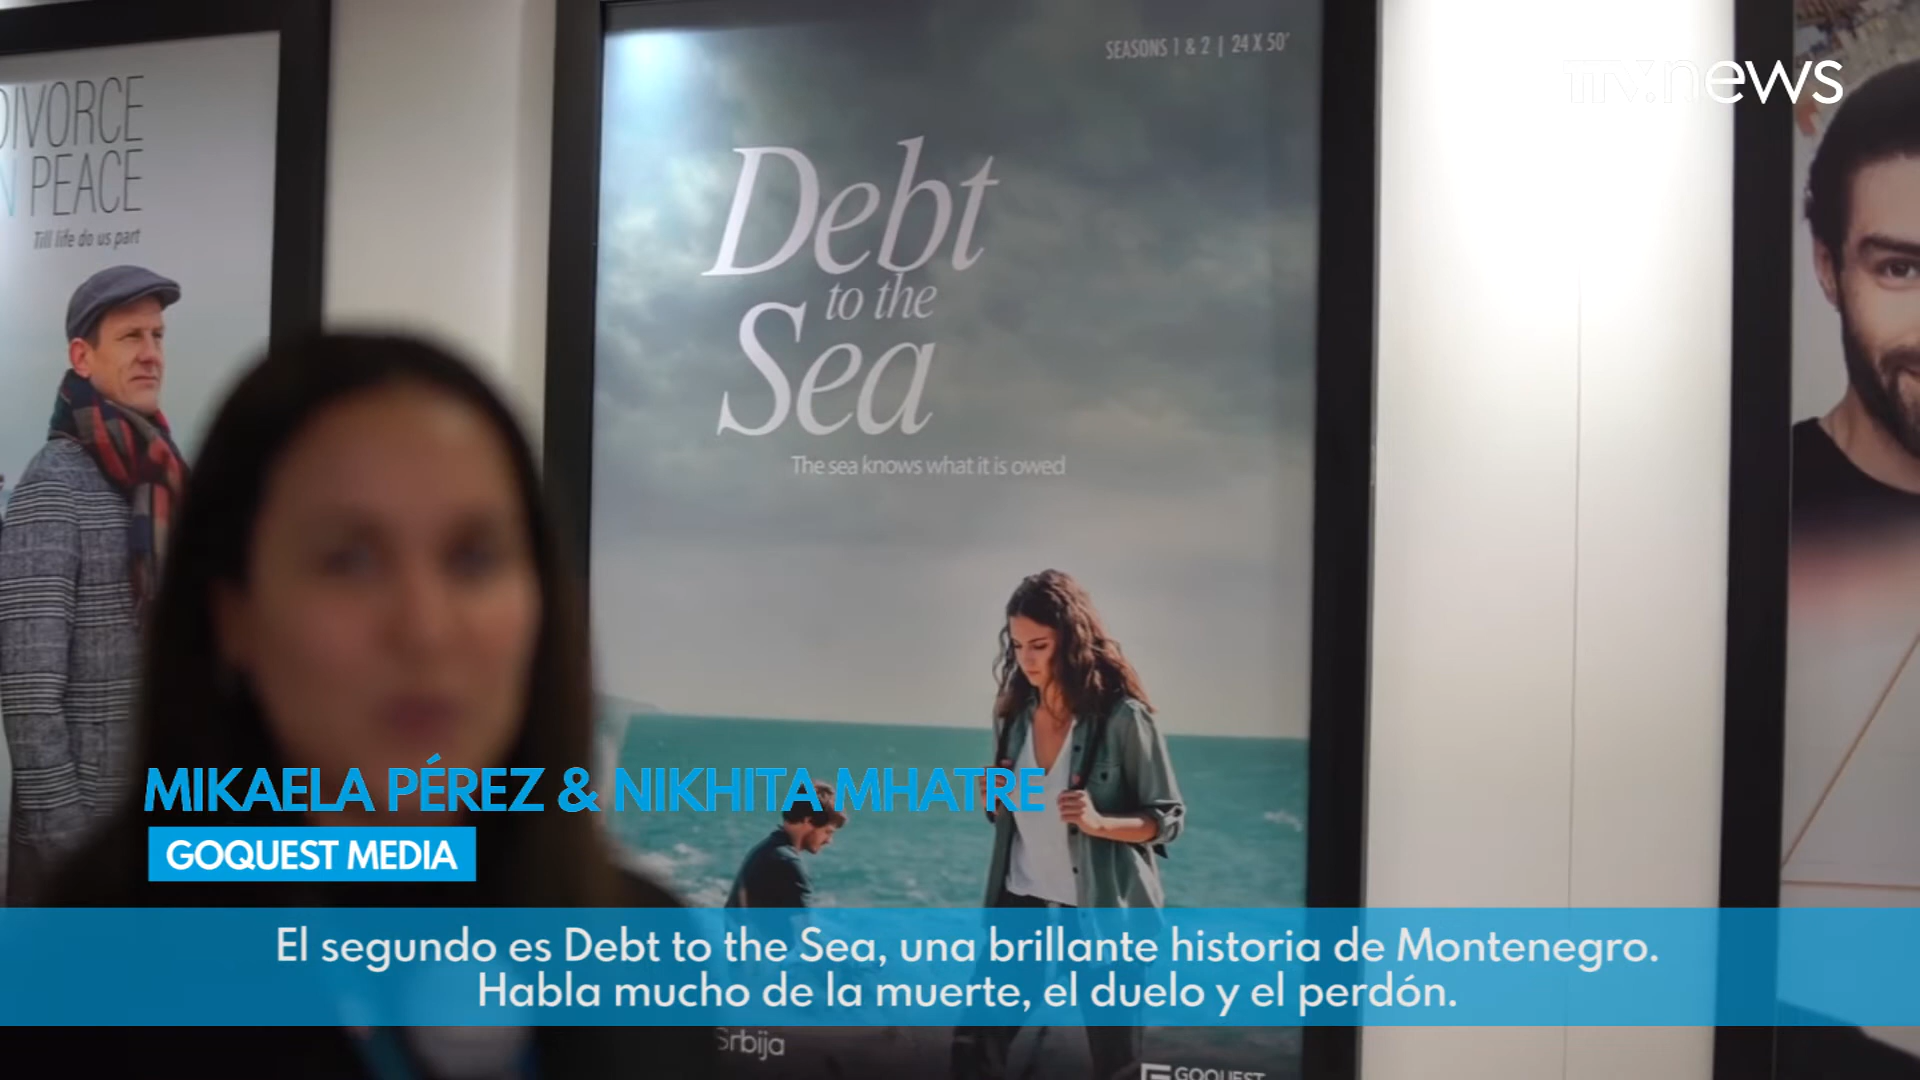 DIVORCE
IN PEACE
Till life do us part
SEASONS 1 & 2 | 24 X 50'
ttv.news
Debt
to the
Sea
The sea knows what it is owed
MIKAELA PÉREZ & NIKHITA MHATRE
GOQUEST MEDIA
El segundo es Debt to the Sea, una brillante historia de Montenegro.
Habla mucho de la muerte, el duelo y el perdón.
Srbija
GOQUEST